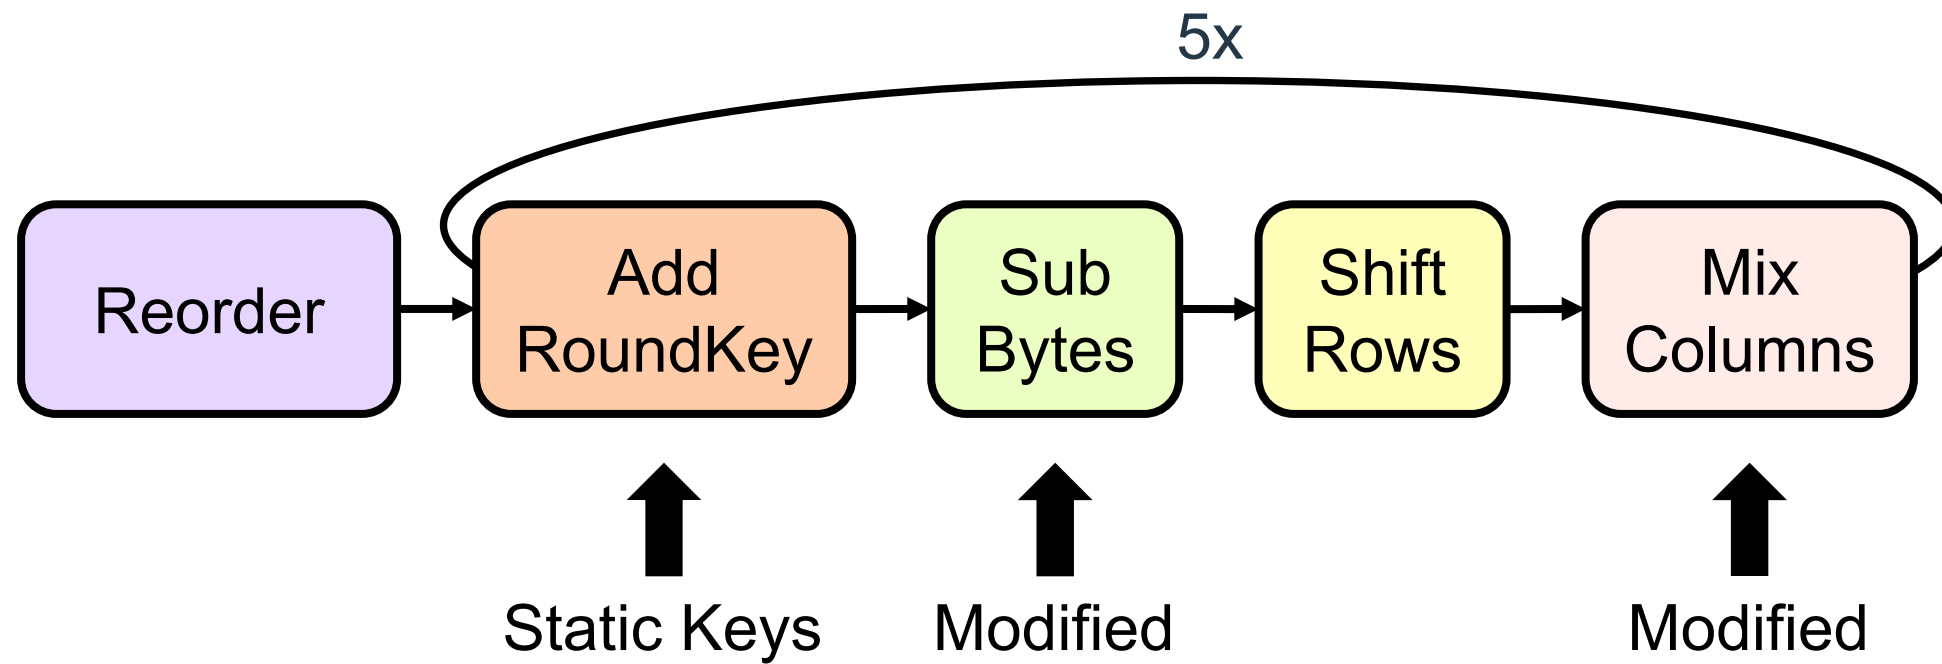 5x
Reorder
Add
RoundKey
Sub
Bytes
Shift
Rows
Mix
Columns
Static Keys
Modified
Modified